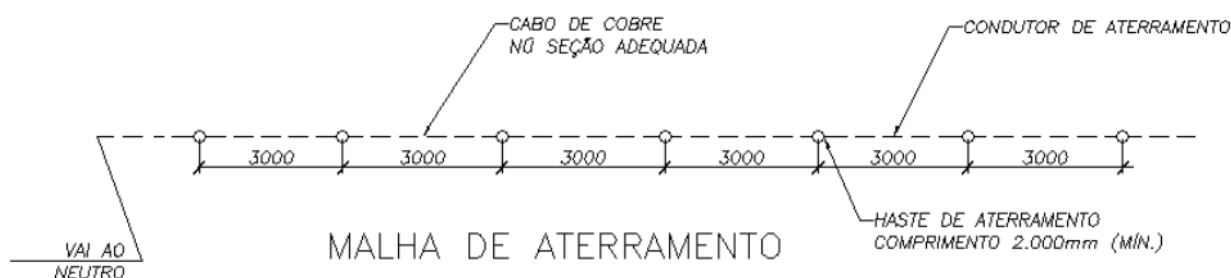 CABO DE COBRE
NÚ SEÇÃO ADEQUADA
CONDUTOR DE ATERRAMENTO
3000
3000
3000
3000
3000
3000
HASTE DE ATERRAMENTO
COMPRIMENTO 2.000mm (MÍN.)
MALHA DE ATERRAMENTO
VAI AO
NEUTRO